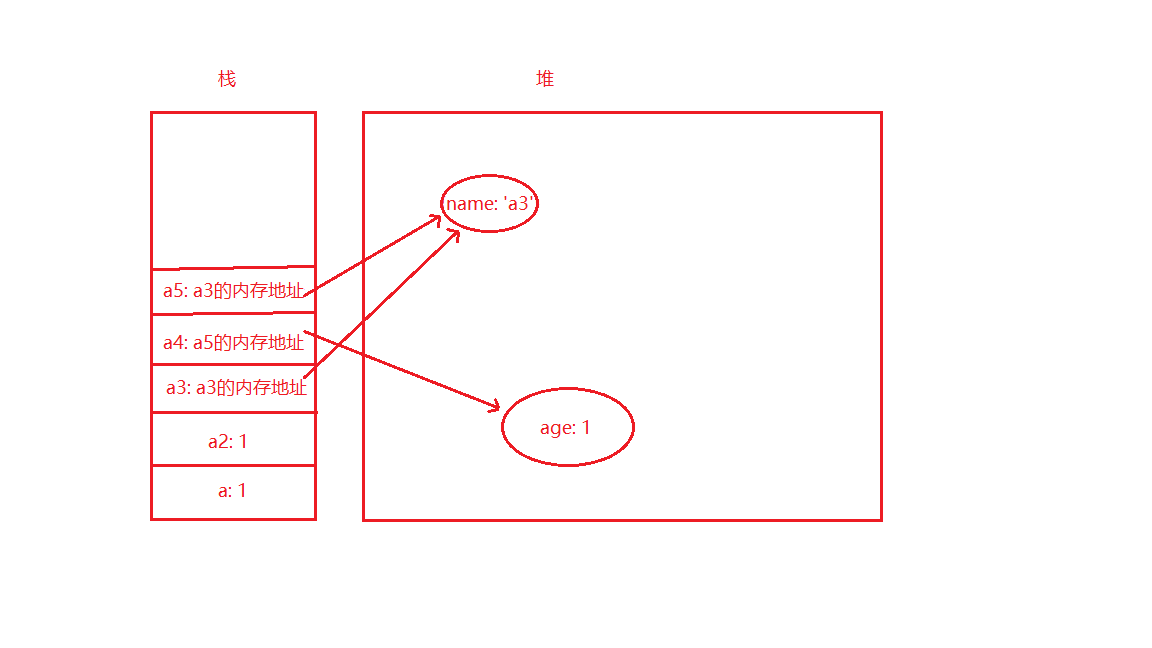 栈
堆
name: 'a3'
a5: a3的内存地址
a4: a5的内存地址
a3: a3的内存地址
age: 1
a2: 1
a: 1